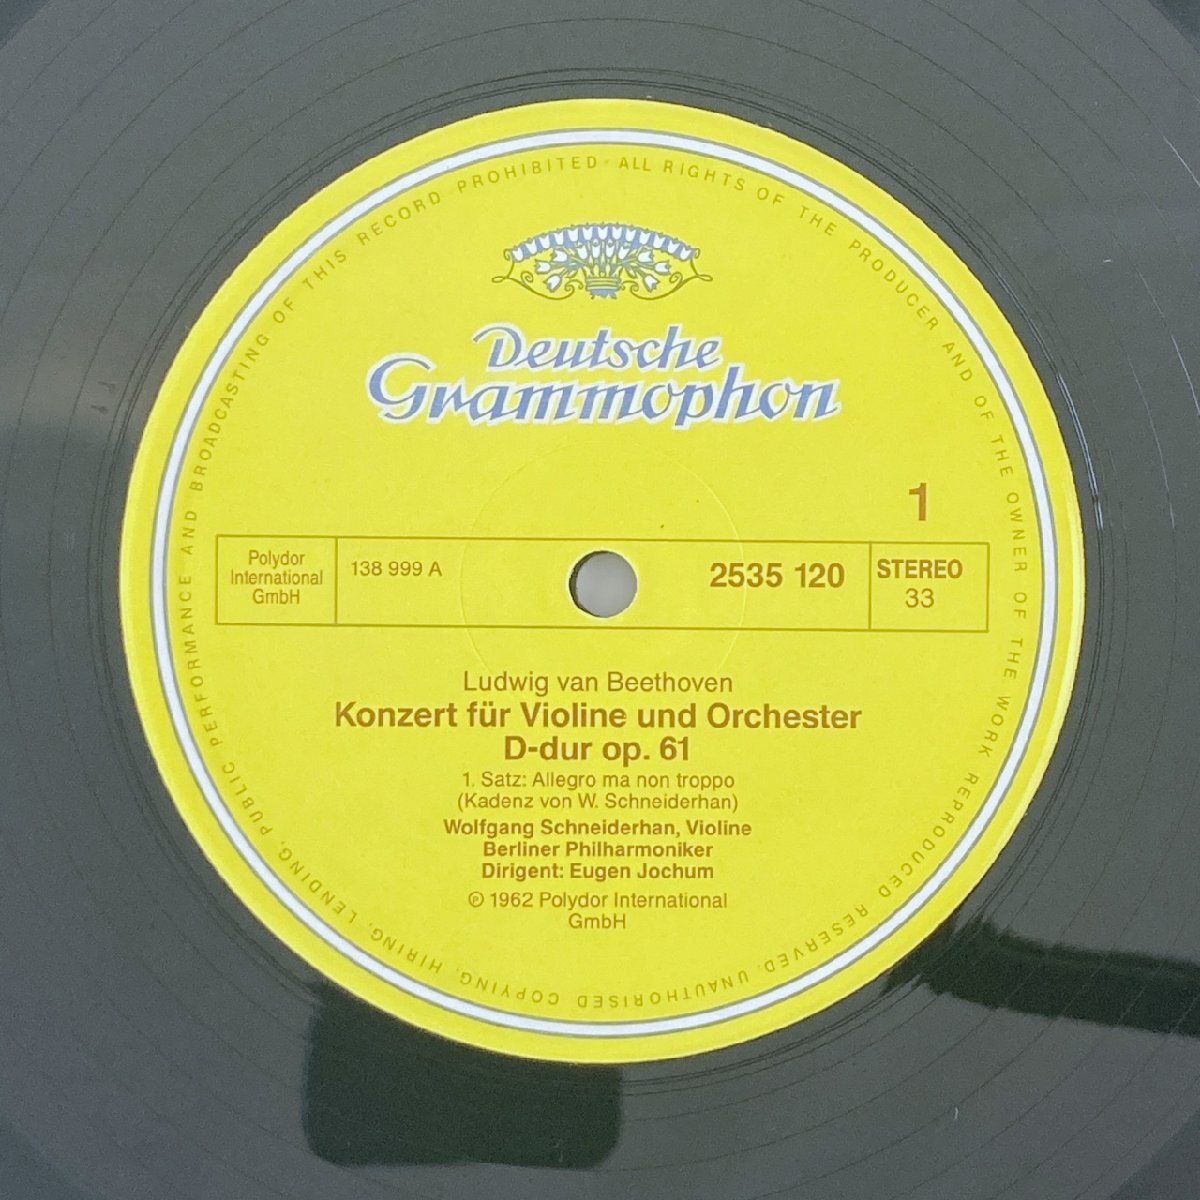 PERFORMANCE AND BROADCASTING OF THIS RECORD PROHIBITED · ALL RIGHTS OF THE PRODUCER AND OF THE OWNER OF THE WORK REPRODUCED RESERVED. UNAUTHORISED COPYING, HIRING, LENDING, PUBLIC
Deutsche
Grammophon
1
Polydor
International
GmbH
138 999 A
2535 120
STEREO
33
Ludwig van Beethoven
Konzert für Violine und Orchester
D-dur op. 61
1. Satz: Allegro ma non troppo
(Kadenz von W. Schneiderhan)
Wolfgang Schneiderhan, Violine
Berliner Philharmoniker
Dirigent: Eugen Jochum
℗ 1962 Polydor International
GmbH